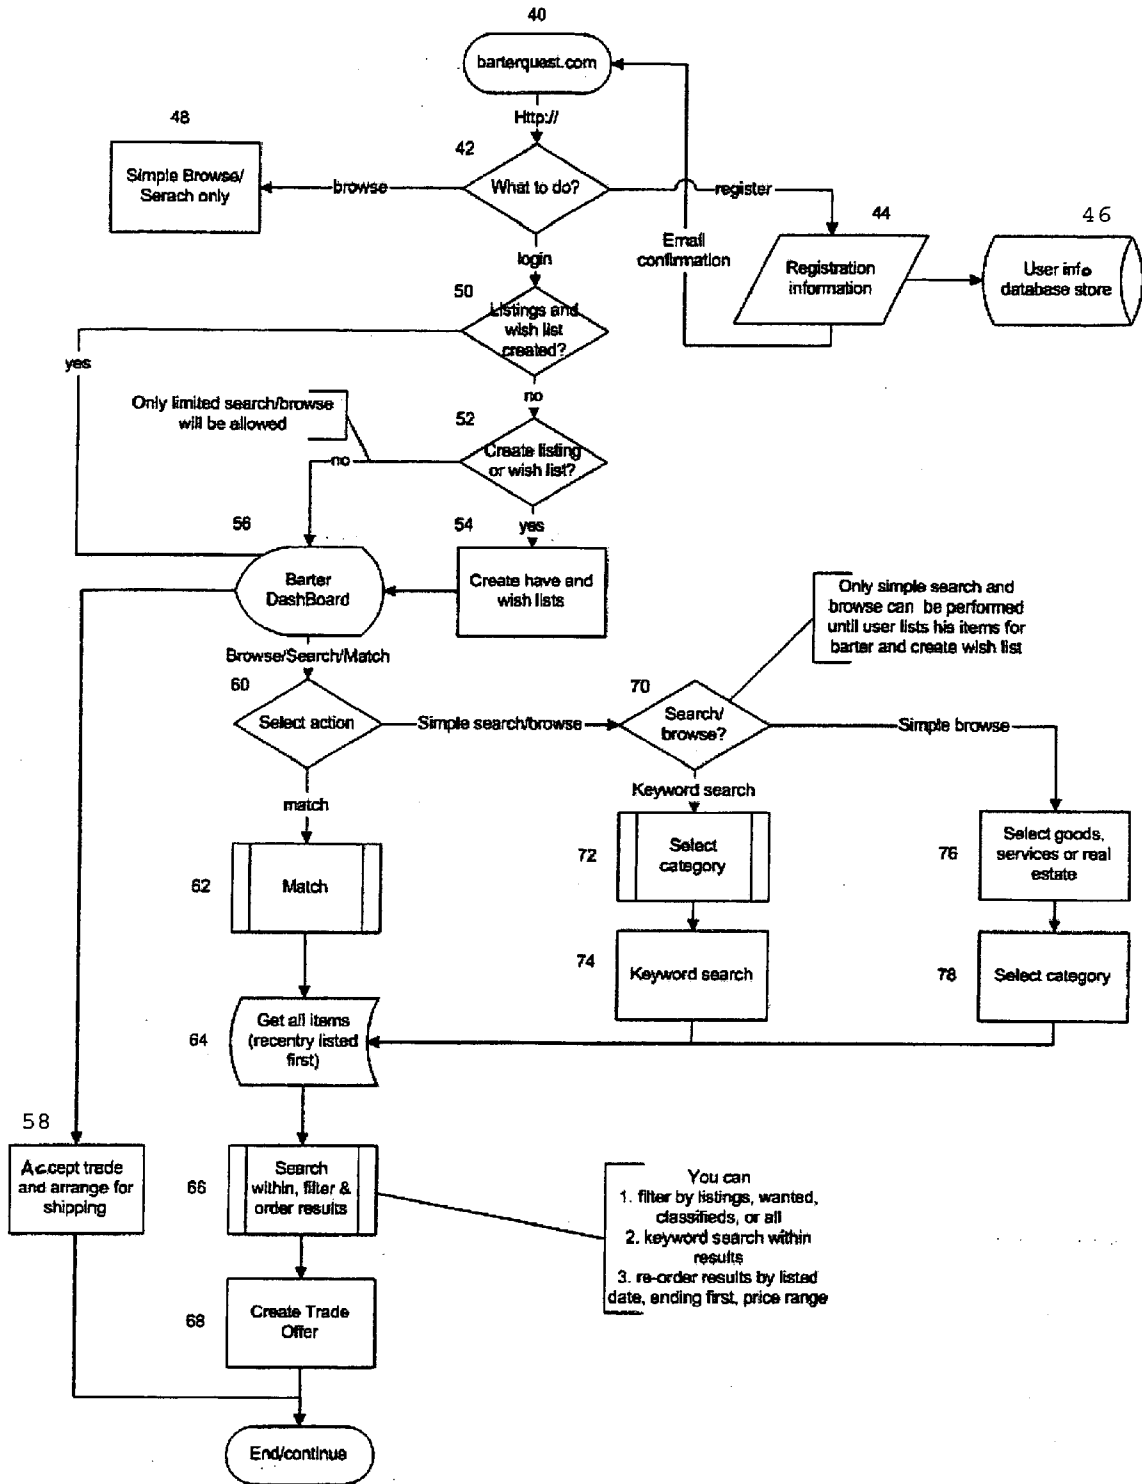 40
barterquest.com
Http://
48
42
Simple Browse/
Serach only
browse
What to do?
register
44
46
Email
confirmation
Registration
information
User info
database store
login
50
Listings and
wish list
created?
yes
no
Only limited search/browse
will be allowed
52
Create listing
or wish list?
no
56
54
yes
Barter
DashBoard
Create have and
wish lists
Only simple search and
browse can be performed
until user lists his items for
barter and create wish list
Browse/Search/Match
60
70
Select action
Simple search/browse
Search/
browse?
Simple browse
match
Keyword search
62
Match
72
Select
category
76
Select goods,
services or real
estate
74
Keyword search
78
Select category
64
Get all items
(recentry listed
first)
58
Accept trade
and arrange for
shipping
66
Search
within, filter &
order results
You can
1. filter by listings, wanted,
classifieds, or all
2. keyword search within
results
3. re-order results by listed
date, ending first, price range
68
Create Trade
Offer
End/continue